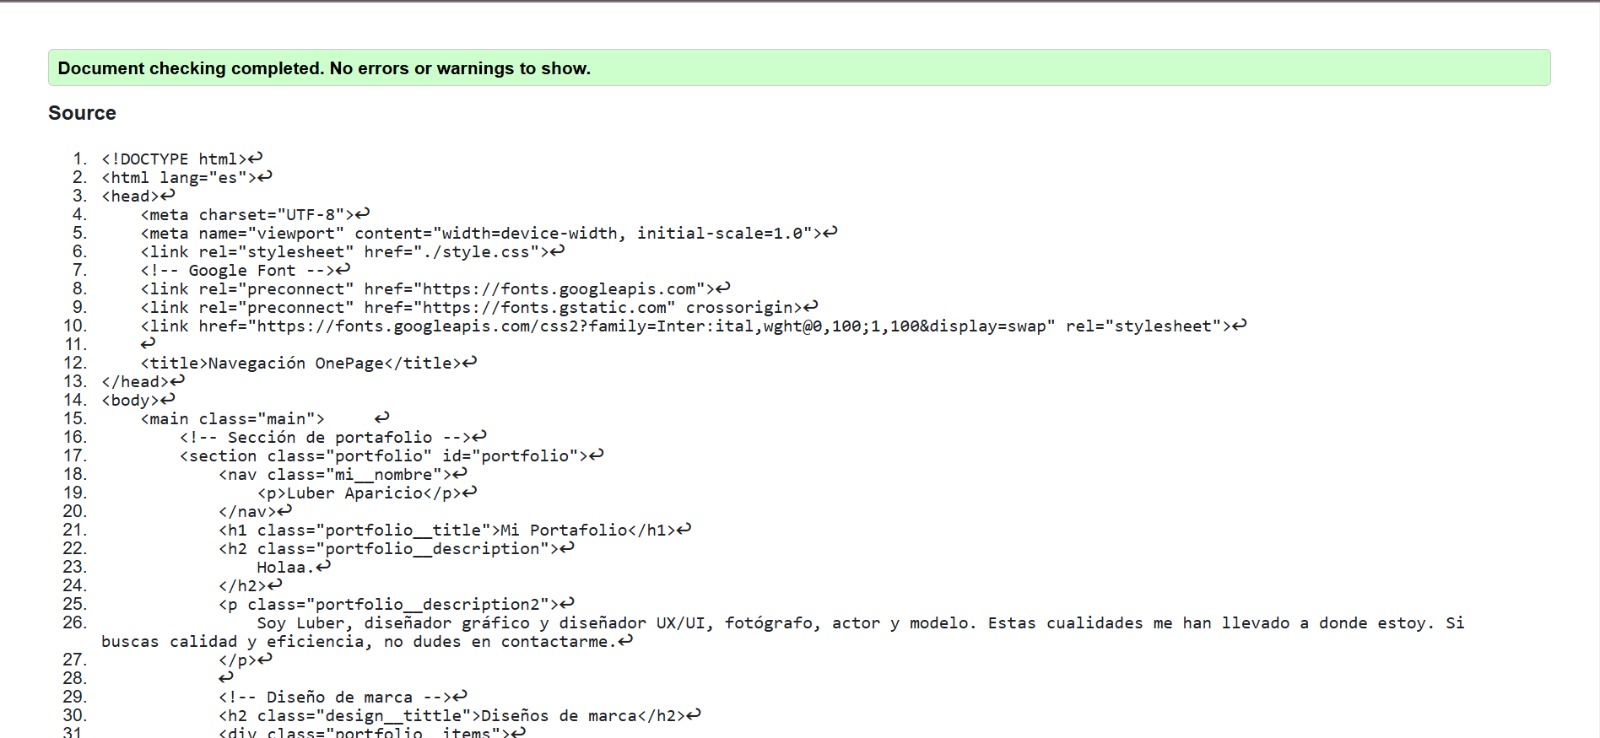 Document checking completed. No errors or warnings to show.
Source
1. <!DOCTYPE html>↩
2. <html lang="es">↩
3. <head>↩
4.     <meta charset="UTF-8">↩
5.     <meta name="viewport" content="width=device-width, initial-scale=1.0">↩
6.     <link rel="stylesheet" href="./style.css">↩
7.     <!-- Google Font -->↩
8.     <link rel="preconnect" href="https://fonts.googleapis.com">↩
9.     <link rel="preconnect" href="https://fonts.gstatic.com" crossorigin>↩
10.     <link href="https://fonts.googleapis.com/css2?family=Inter:ital,wght@0,100;1,100&display=swap" rel="stylesheet">↩
11.     ↩
12.     <title>Navegación OnePage</title>↩
13. </head>↩
14. <body>↩
15.     <main class="main">     ↩
16.         <!-- Sección de portafolio -->↩
17.         <section class="portfolio" id="portfolio">↩
18.             <nav class="mi__nombre">↩
19.                 <p>Luber Aparicio</p>↩
20.             </nav>↩
21.             <h1 class="portfolio__title">Mi Portafolio</h1>↩
22.             <h2 class="portfolio__description">↩
23.                 Holaa.↩
24.             </h2>↩
25.             <p class="portfolio__description2">↩
26.                 Soy Luber, diseñador gráfico y diseñador UX/UI, fotógrafo, actor y modelo. Estas cualidades me han llevado a donde estoy. Si
buscas calidad y eficiencia, no dudes en contactarme.↩
27.             </p>↩
28.             ↩
29.             <!-- Diseño de marca -->↩
30.             <h2 class="design__tittle">Diseños de marca</h2>↩
31.             <div class="portfolio__items">↩